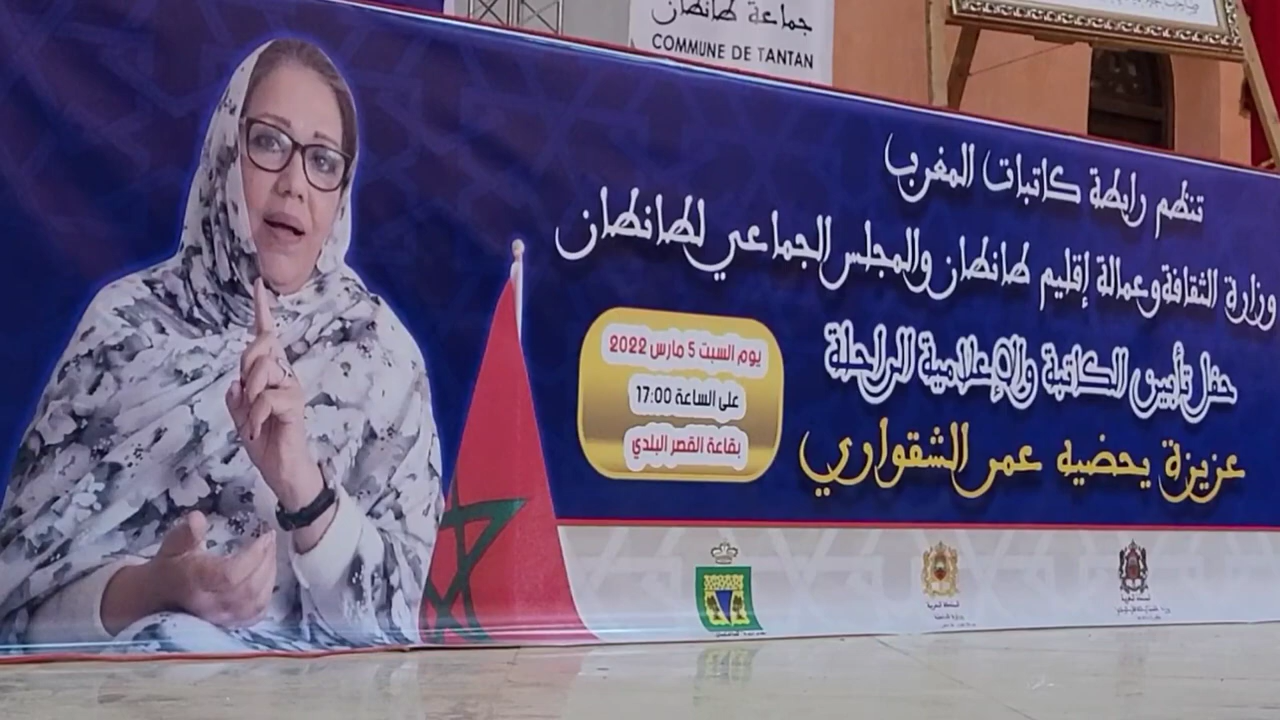 جماعة طانطان
COMMUNE DE TANTAN
تنظم رابطة كاتبات المغرب
وزارة الثقافة وعمالة إقليم طانطان والمجلس الجماعي لطانطان
حفل تأبين الكاتبة والإعلامية الراحلة
عزيزة يحضيه عمر الشقواري
يوم السبت 5 مارس 2022
على الساعة 17:00
بقاعة القصر البلدي